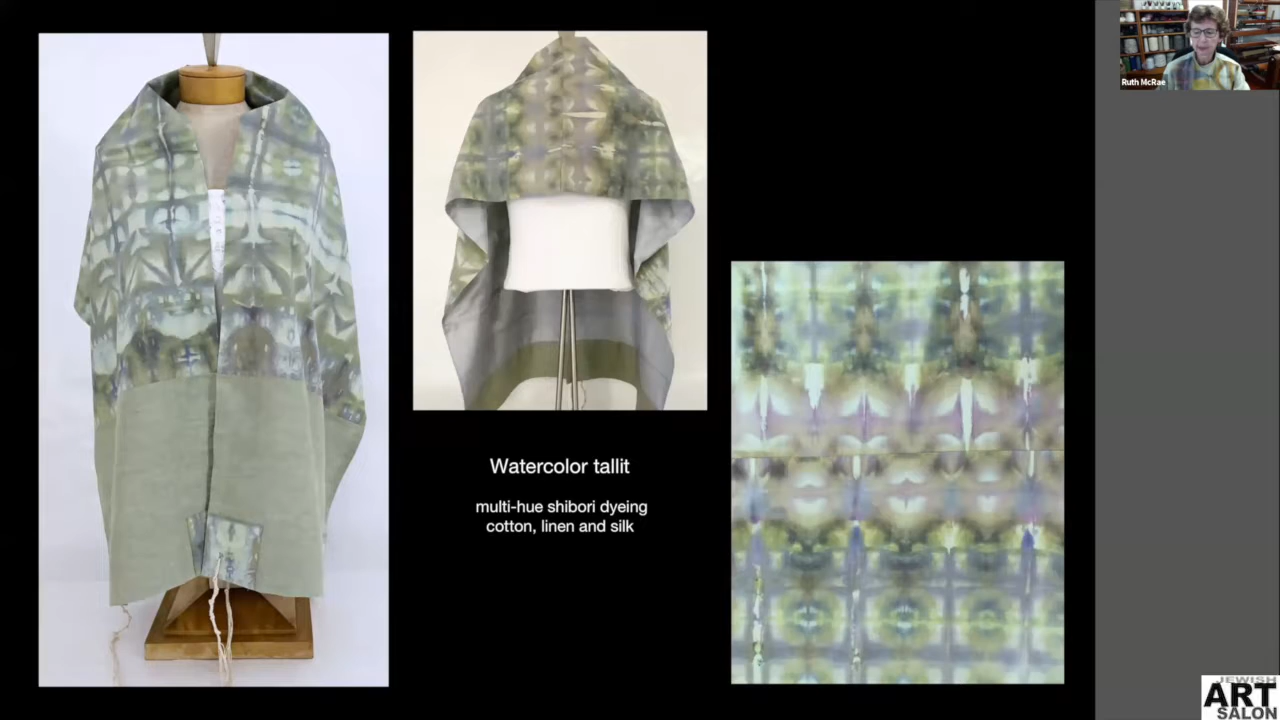 Watercolor tallit
multi-hue shibori dyeing
cotton, linen and silk
Ruth McRae
JEWISH
ART
SALON